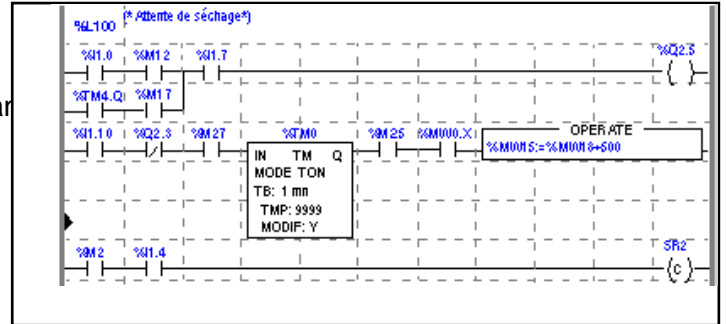 %L100 (* Attente de séchage*)
%I1.0 %M12 %I1.7 %Q2.5
%TM4.Q %M17
ar
%I1.10 %Q2.3 %M27 %TM0 %M25 %MW0.X OPERATE
%MW15:=%MW18+500
IN TM Q
MODE TON
TB: 1 mn
TMP: 9999
MODIF: Y
%M2 %I1.4 SR2
C